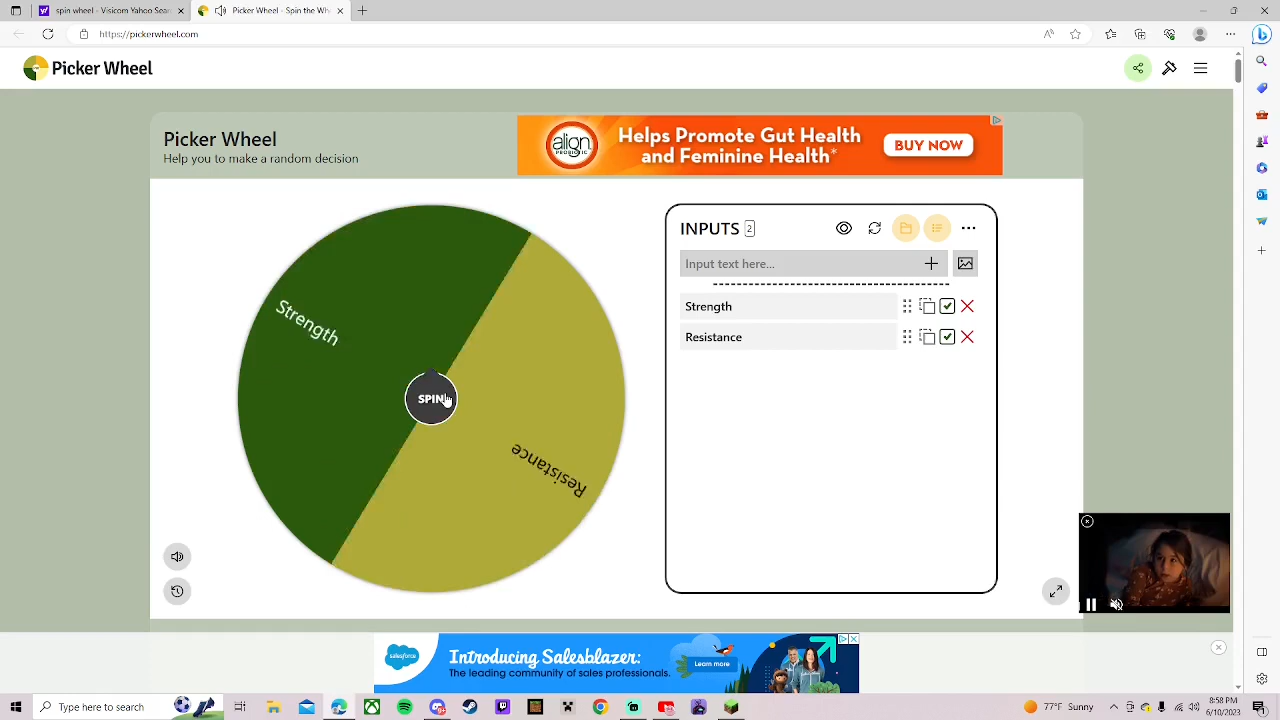 spin wheel - Visicom Yahoo Sear
Picker Wheel - Spin the Wh
https://pickerwheel.com
Picker Wheel
Picker Wheel
Help you to make a random decision
align
PROBIOTIC
Helps Promote Gut Health
and Feminine Health*
BUY NOW
Strength
SPIN
Resistance
INPUTS 2
Input text here...
Strength
Resistance
salesforce
Introducing Salesblazer:
The leading community of sales professionals.
Learn more
Type here to search
77°F Sunny
8:58 PM
6/10/2023